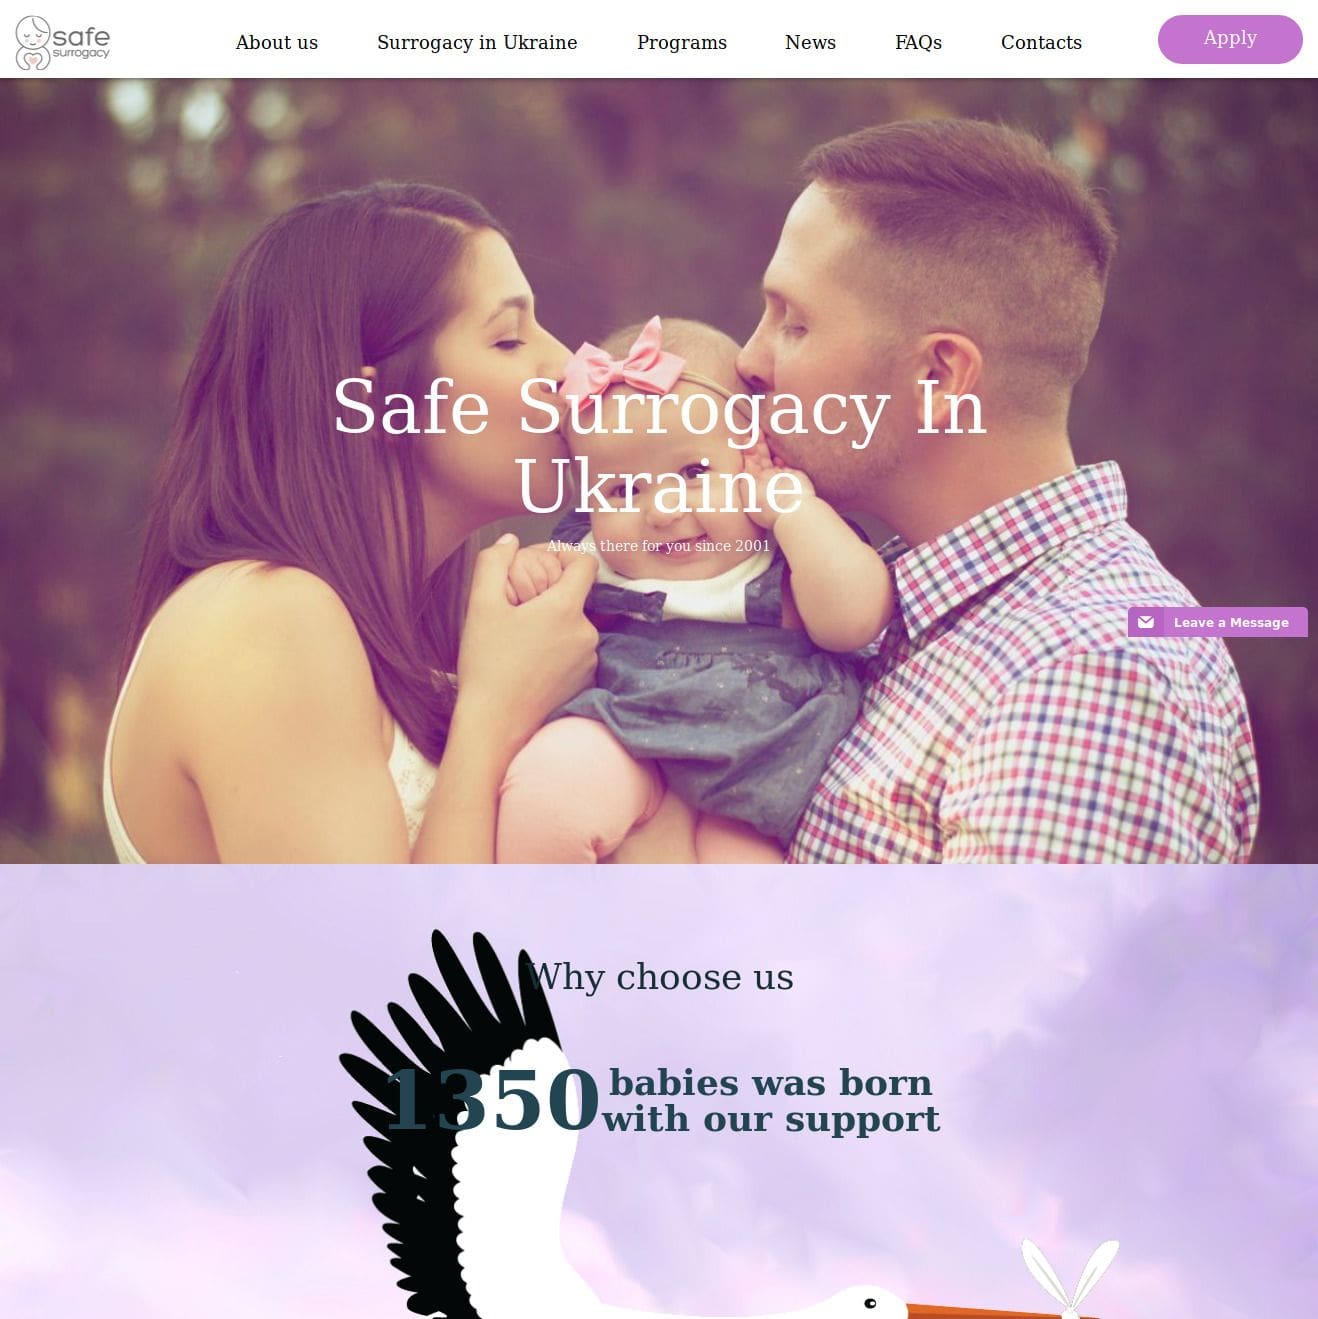 safe
surrogacy
About us
Surrogacy in Ukraine
Programs
News
FAQs
Contacts
Apply
Safe Surrogacy In
Ukraine
Always there for you since 2001
Leave a Message
Why choose us
1350 babies was born
with our support